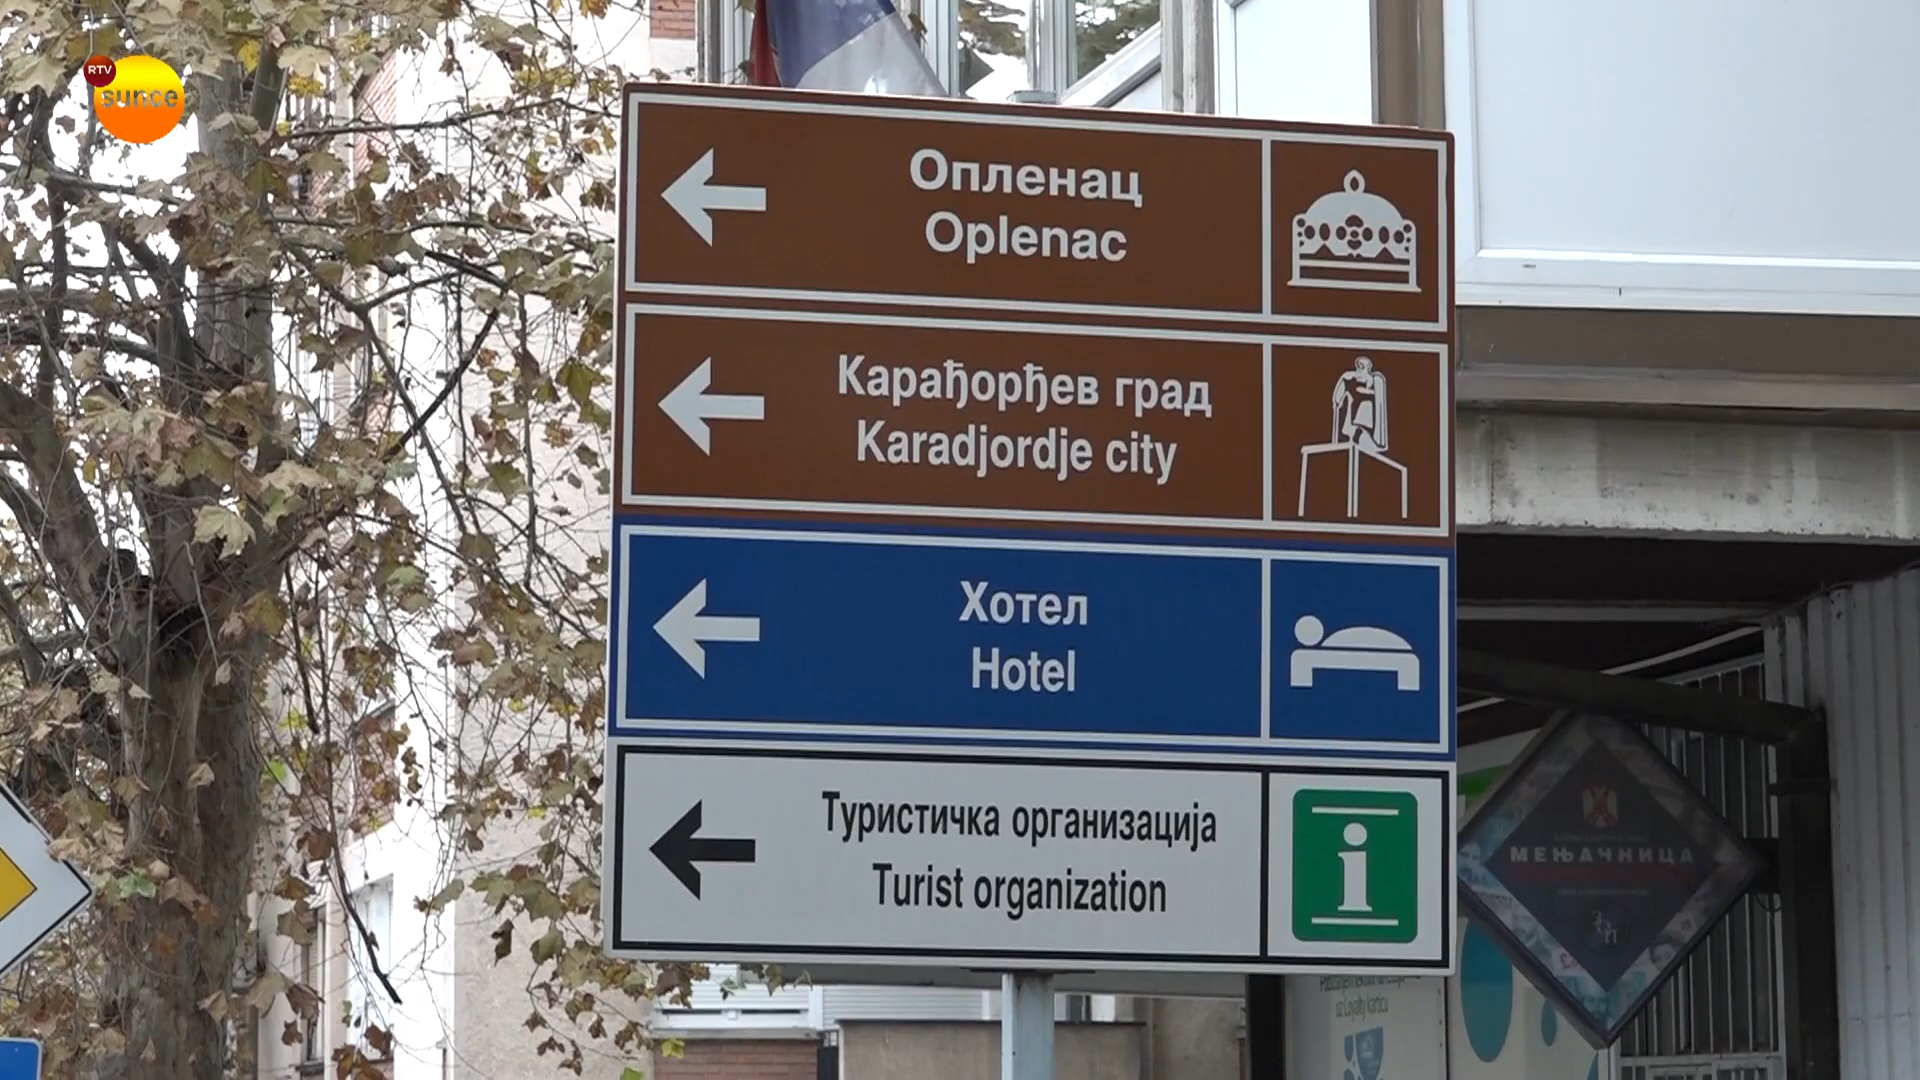 RTV
sunce
Опленац
Oplenac
Карађорђев град
Karadjordje city
Хотел
Hotel
Туристичка организација
Turist organization
МЕЊАЧНИЦА